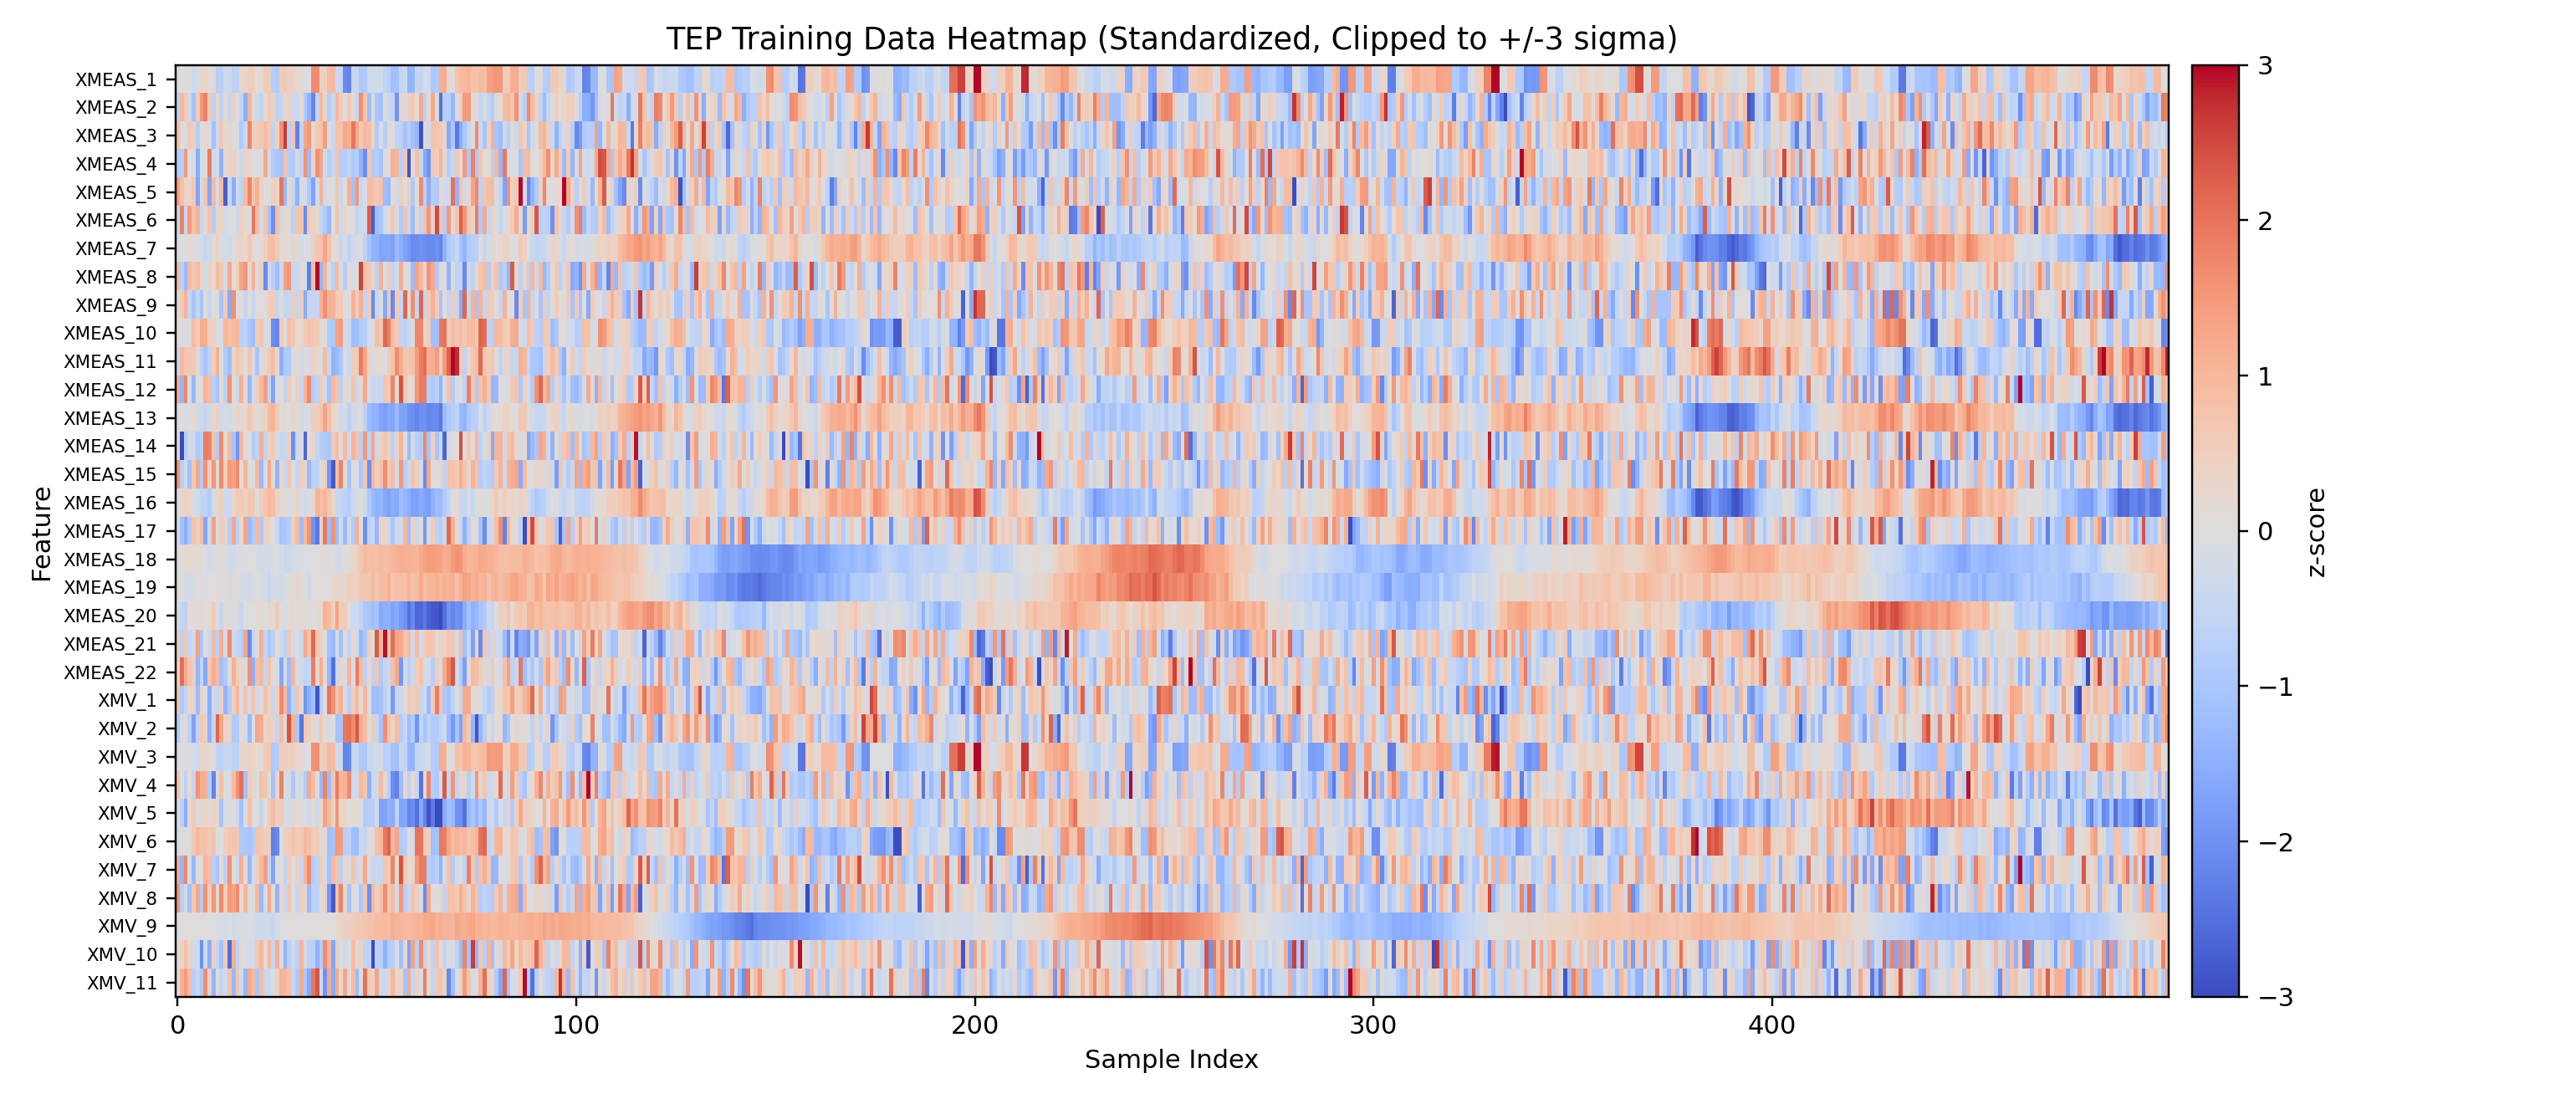 TEP Training Data Heatmap (Standardized, Clipped to +/-3 sigma)
Feature
XMEAS_1
XMEAS_2
XMEAS_3
XMEAS_4
XMEAS_5
XMEAS_6
XMEAS_7
XMEAS_8
XMEAS_9
XMEAS_10
XMEAS_11
XMEAS_12
XMEAS_13
XMEAS_14
XMEAS_15
XMEAS_16
XMEAS_17
XMEAS_18
XMEAS_19
XMEAS_20
XMEAS_21
XMEAS_22
XMV_1
XMV_2
XMV_3
XMV_4
XMV_5
XMV_6
XMV_7
XMV_8
XMV_9
XMV_10
XMV_11
0 100 200 300 400
Sample Index
3
2
1
0
−1
−2
−3
z-score